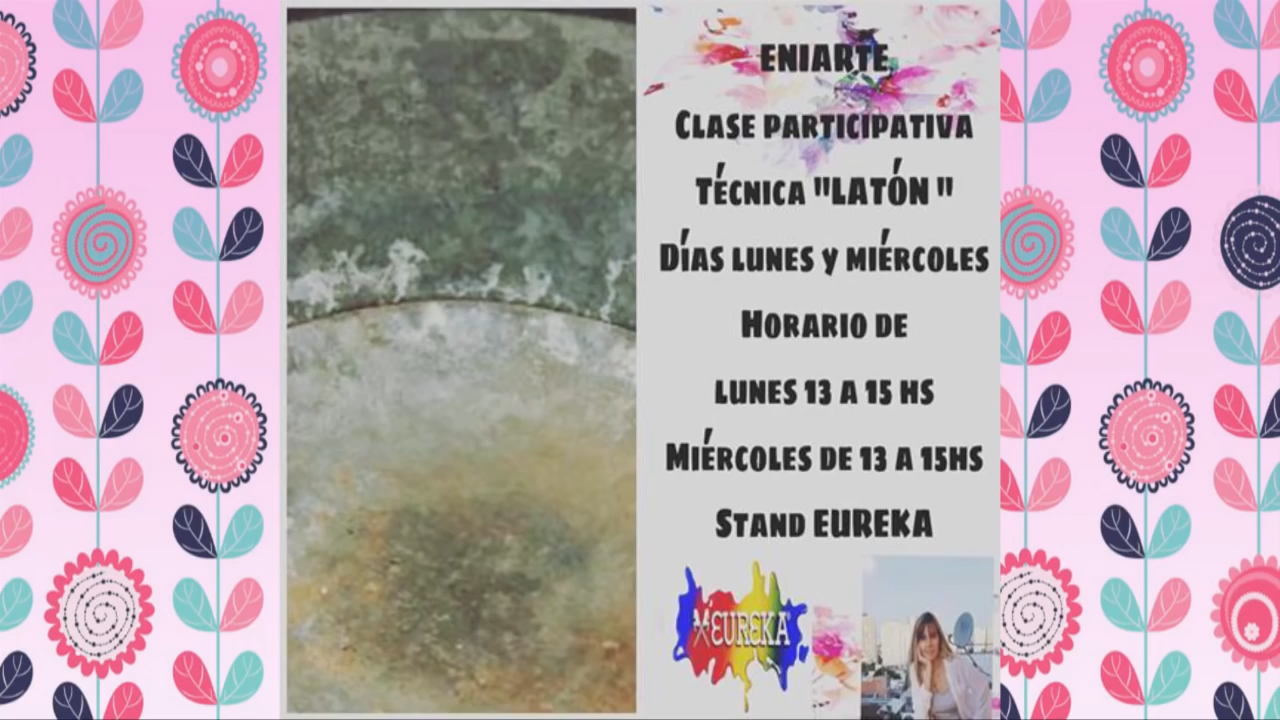 ENIARTE
CLASE PARTICIPATIVA
TÉCNICA "LATÓN "
DÍAS LUNES Y MIÉRCOLES
HORARIO DE
LUNES 13 A 15 HS
MIÉRCOLES DE 13 A 15HS
STAND EUREKA
EUREKA